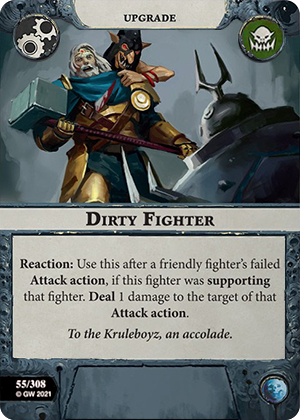 UPGRADE
DIRTY FIGHTER
Reaction: Use this after a friendly fighter's failed
Attack action, if this fighter was supporting
that fighter. Deal 1 damage to the target of that
Attack action.
To the Kruleboyz, an accolade.
55/308
© GW 2021